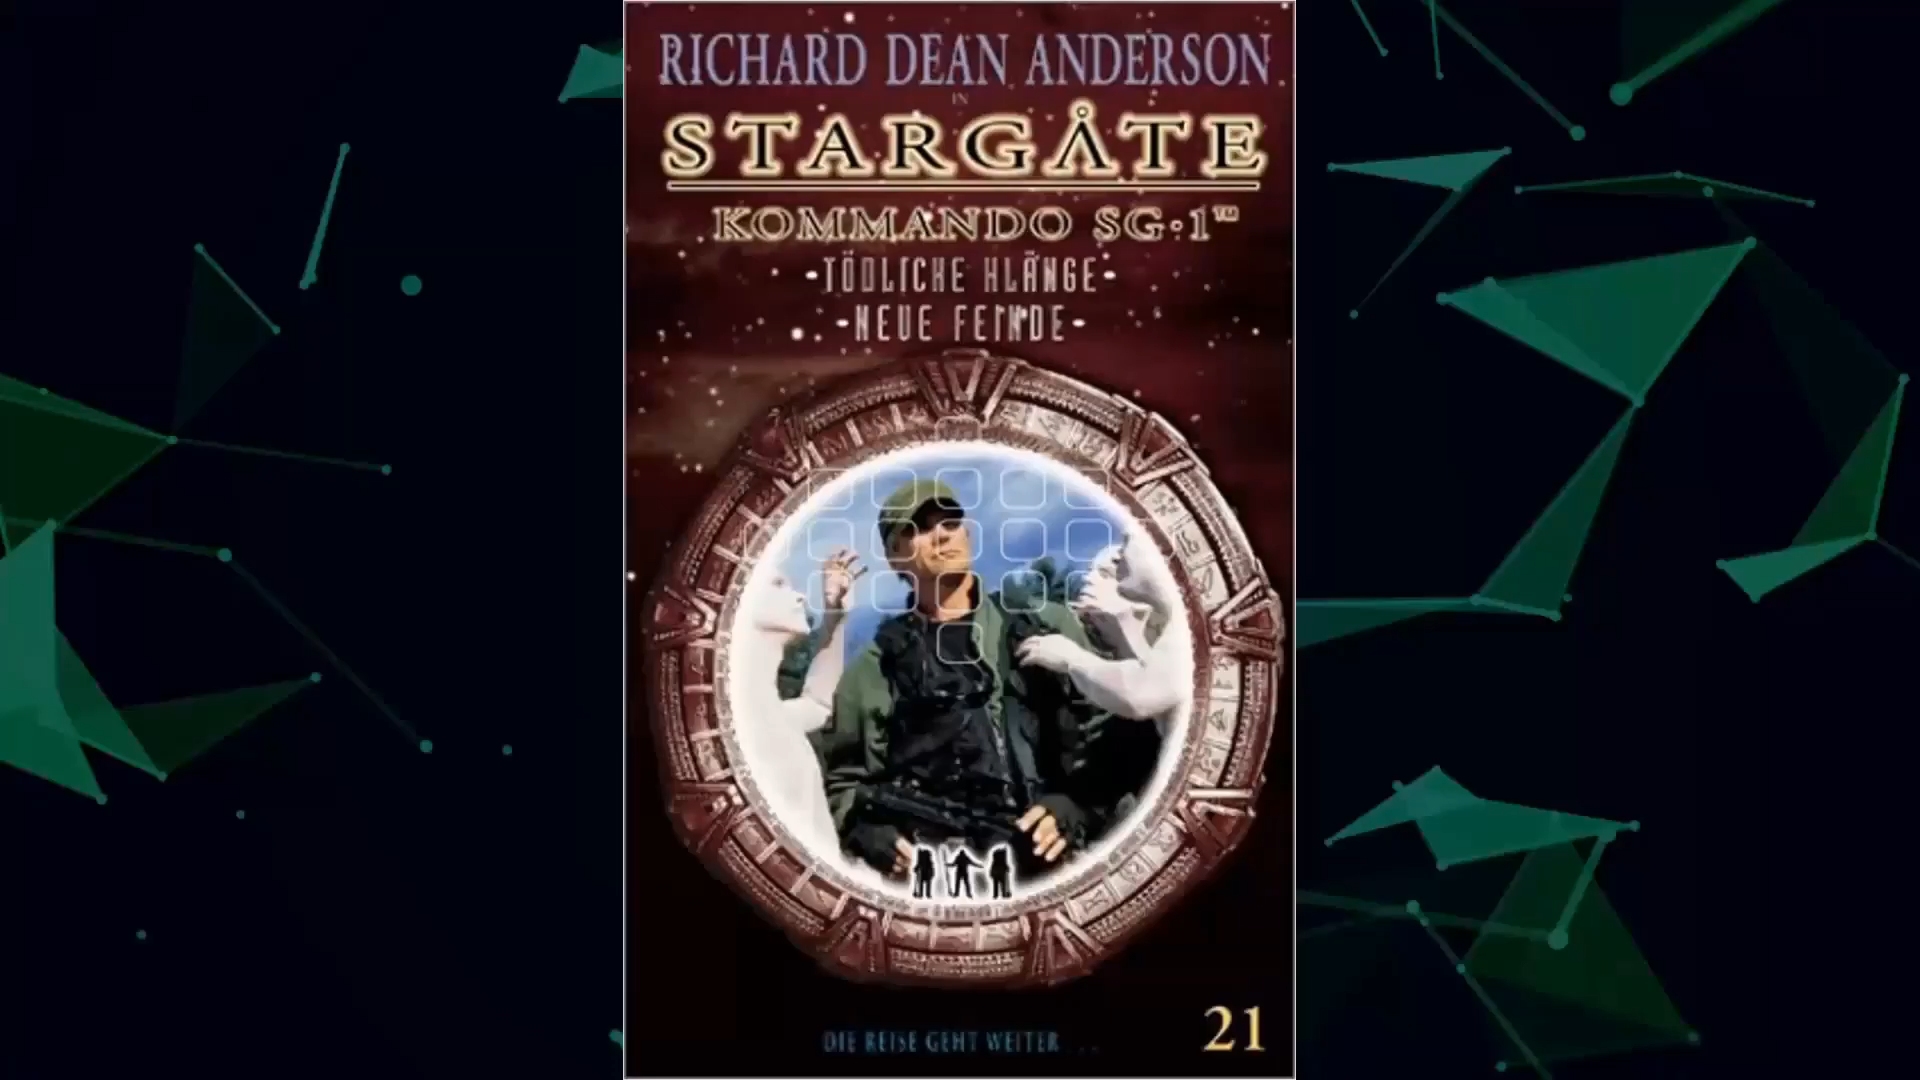 RICHARD DEAN ANDERSON
IN
STARGÅTE
KOMMANDO SG·1™
-TÖDLICHE KLÄNGE-
-NEUE FEINDE-
DIE REISE GEHT WEITER . . .
21